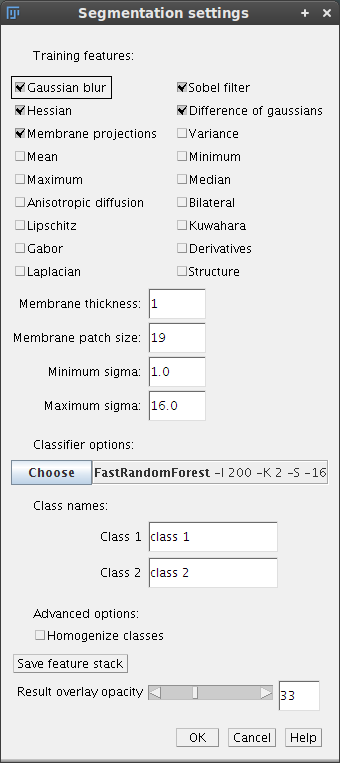 Segmentation settings
Training features:
Gaussian blur Sobel filter
Hessian Difference of gaussians
Membrane projections Variance
Mean Minimum
Maximum Median
Anisotropic diffusion Bilateral
Lipschitz Kuwahara
Gabor Derivatives
Laplacian Structure
Membrane thickness: 1
Membrane patch size: 19
Minimum sigma: 1.0
Maximum sigma: 16.0
Classifier options:
Choose FastRandomForest -I 200 -K 2 -S -16
Class names:
Class 1 class 1
Class 2 class 2
Advanced options:
Homogenize classes
Save feature stack
Result overlay opacity 33
OK Cancel Help